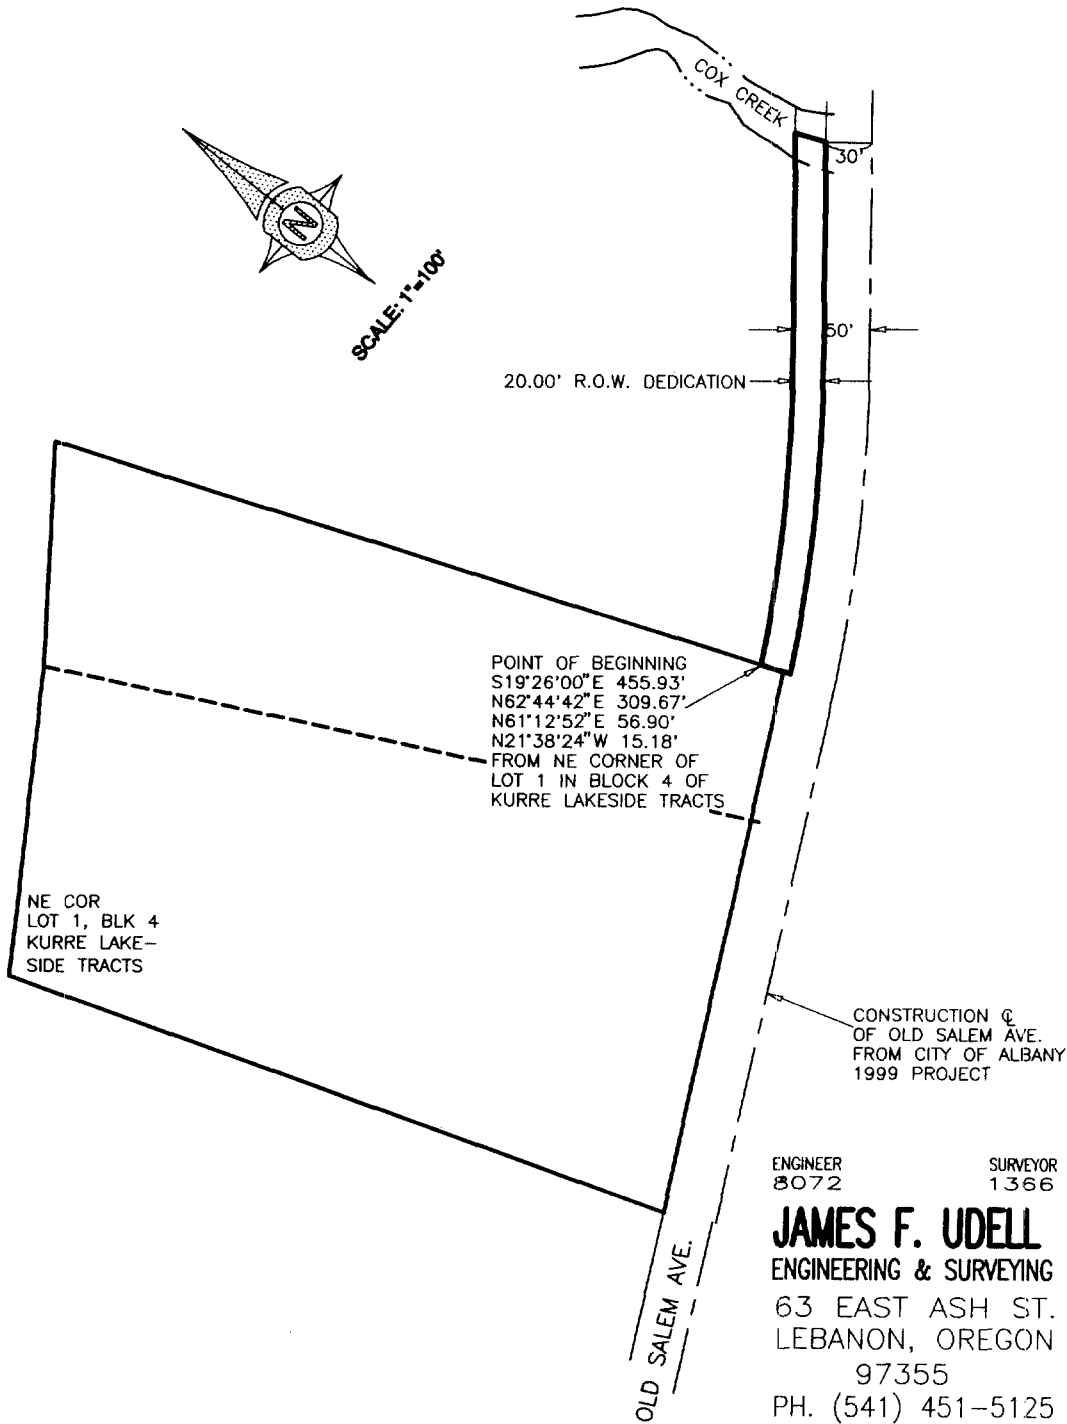 COX CREEK
30'
N
SCALE: 1"=100'
50'
20.00' R.O.W. DEDICATION
POINT OF BEGINNING
S19°26'00"E 455.93'
N62°44'42"E 309.67'
N61°12'52"E 56.90'
N21°38'24"W 15.18'
FROM NE CORNER OF
LOT 1 IN BLOCK 4 OF
KURRE LAKESIDE TRACTS
NE COR
LOT 1, BLK 4
KURRE LAKE-
SIDE TRACTS
CONSTRUCTION ℄
OF OLD SALEM AVE.
FROM CITY OF ALBANY
1999 PROJECT
OLD SALEM AVE.
ENGINEER SURVEYOR
8072 1366
JAMES F. UDELL
ENGINEERING & SURVEYING
63 EAST ASH ST.
LEBANON, OREGON
97355
PH. (541) 451-5125